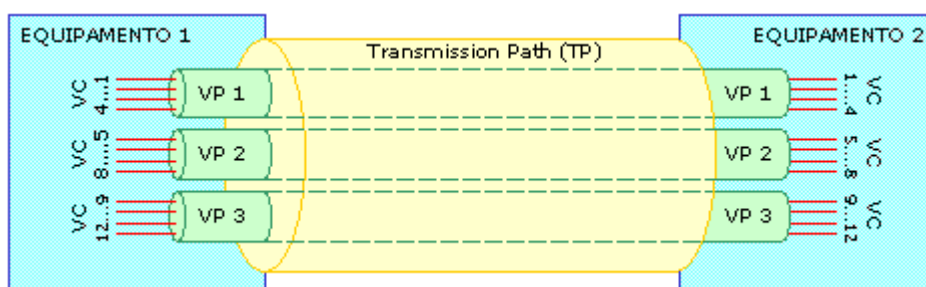 EQUIPAMENTO 1
EQUIPAMENTO 2
Transmission Path (TP)
VC 1...4
VP 1
VP 1
1...4 VC
VC 5....8
VP 2
VP 2
5...8 VC
VC 9...12
VP 3
VP 3
9...12 VC